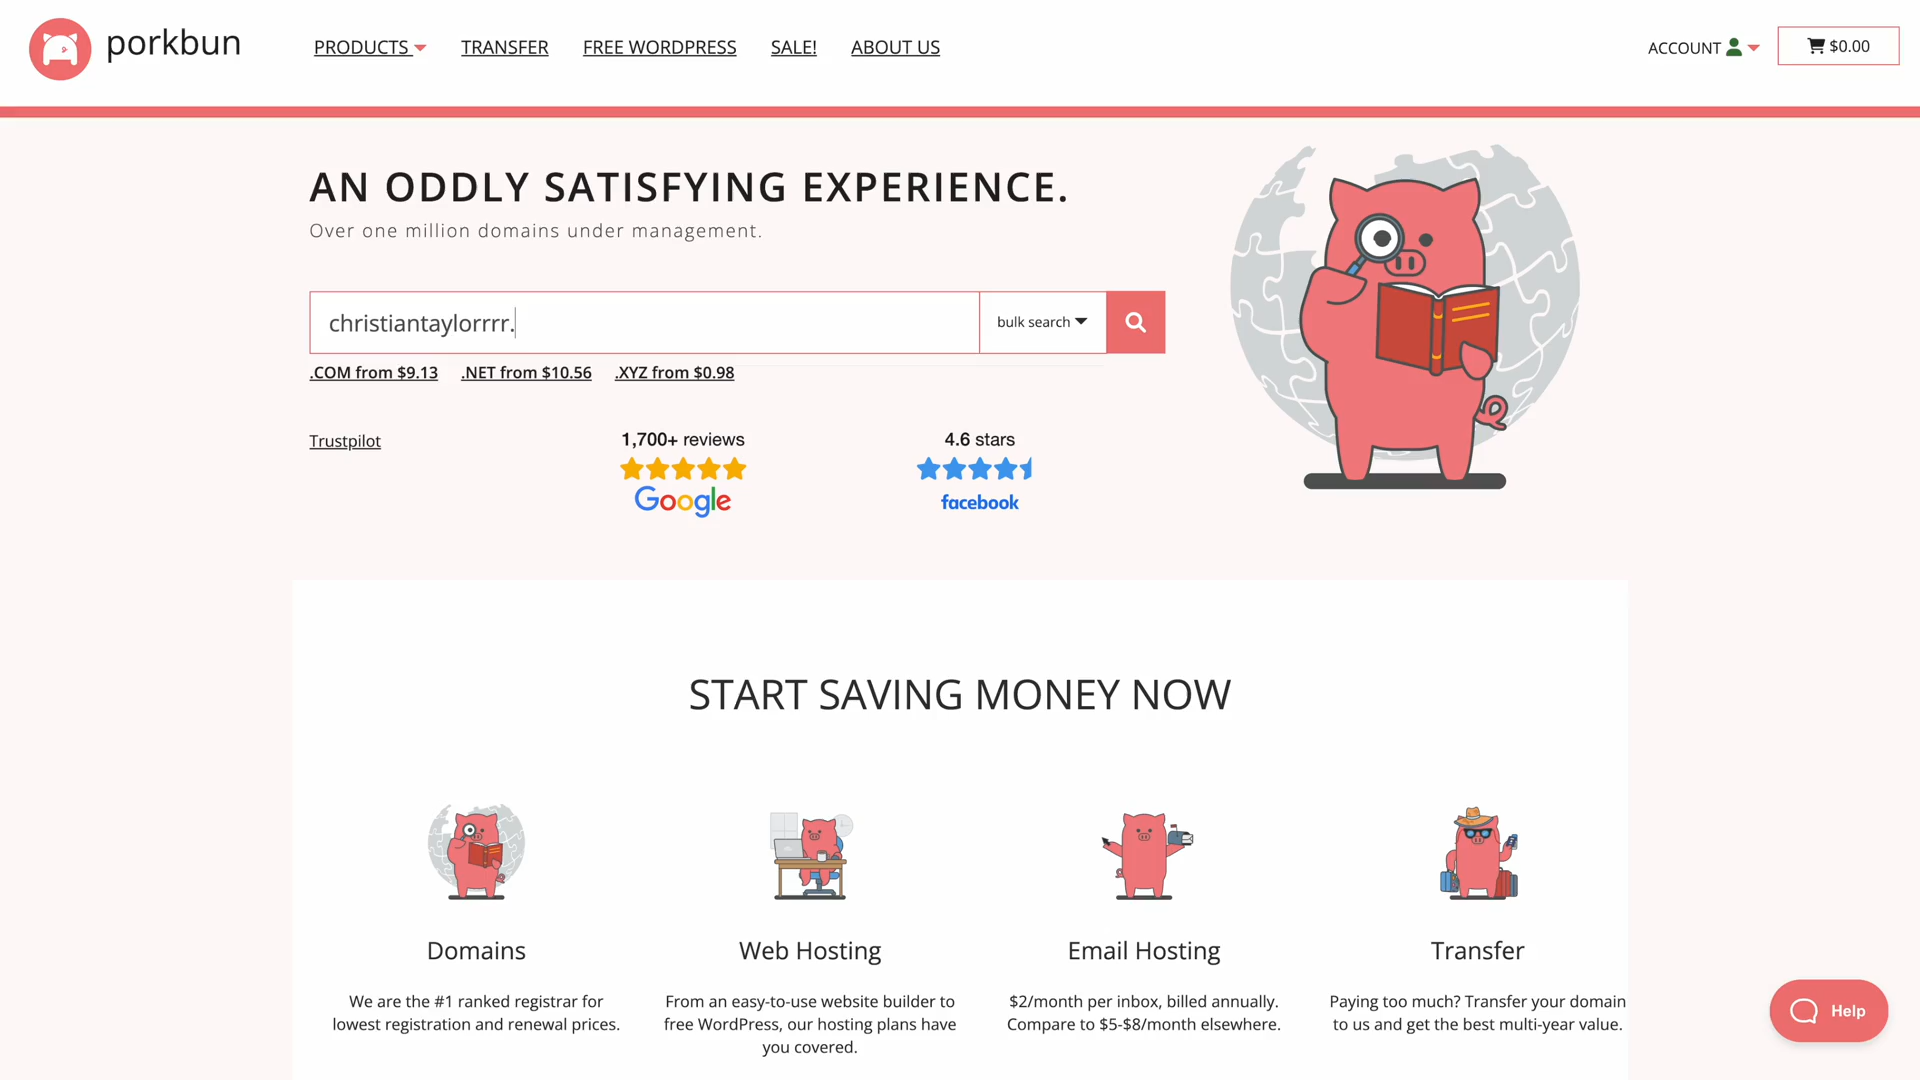 porkbun
PRODUCTS
TRANSFER
FREE WORDPRESS
SALE!
ABOUT US
ACCOUNT
$0.00
AN ODDLY SATISFYING EXPERIENCE.
Over one million domains under management.
christiantaylorrrr.
bulk search
.COM from $9.13
.NET from $10.56
.XYZ from $0.98
Trustpilot
1,700+ reviews
Google
4.6 stars
facebook
START SAVING MONEY NOW
Domains
We are the #1 ranked registrar for
lowest registration and renewal prices.
Web Hosting
From an easy-to-use website builder to
free WordPress, our hosting plans have
you covered.
Email Hosting
$2/month per inbox, billed annually.
Compare to $5-$8/month elsewhere.
Transfer
Paying too much? Transfer your domain
to us and get the best multi-year value.
Help